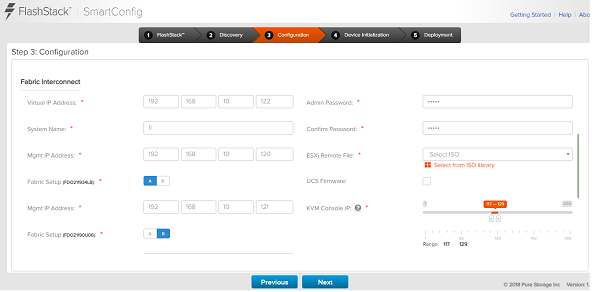 FlashStack™ SmartConfig
Getting Started | Help | Abo
1 FlashStack™ 2 Discovery 3 Configuration 4 Device Initialization 5 Deployment
Step 3: Configuration
Fabric Interconnect
Virtual IP Address: * 192 168 10 122 Admin Password: * •••••
System Name: * Confirm Password: * •••••
Mgmt IP Address: * 192 168 10 120 ESXi Remote File: * Select ISO
Select from ISO library
Fabric Setup * A B UCS Firmware:
Mgmt IP Address: * 192 168 10 121 KVM Console IP: ? * 1 117 - 129
Fabric Setup * A B
Range 117 - 129
Previous Next
© 2018 Pure Storage Inc Version: 1.